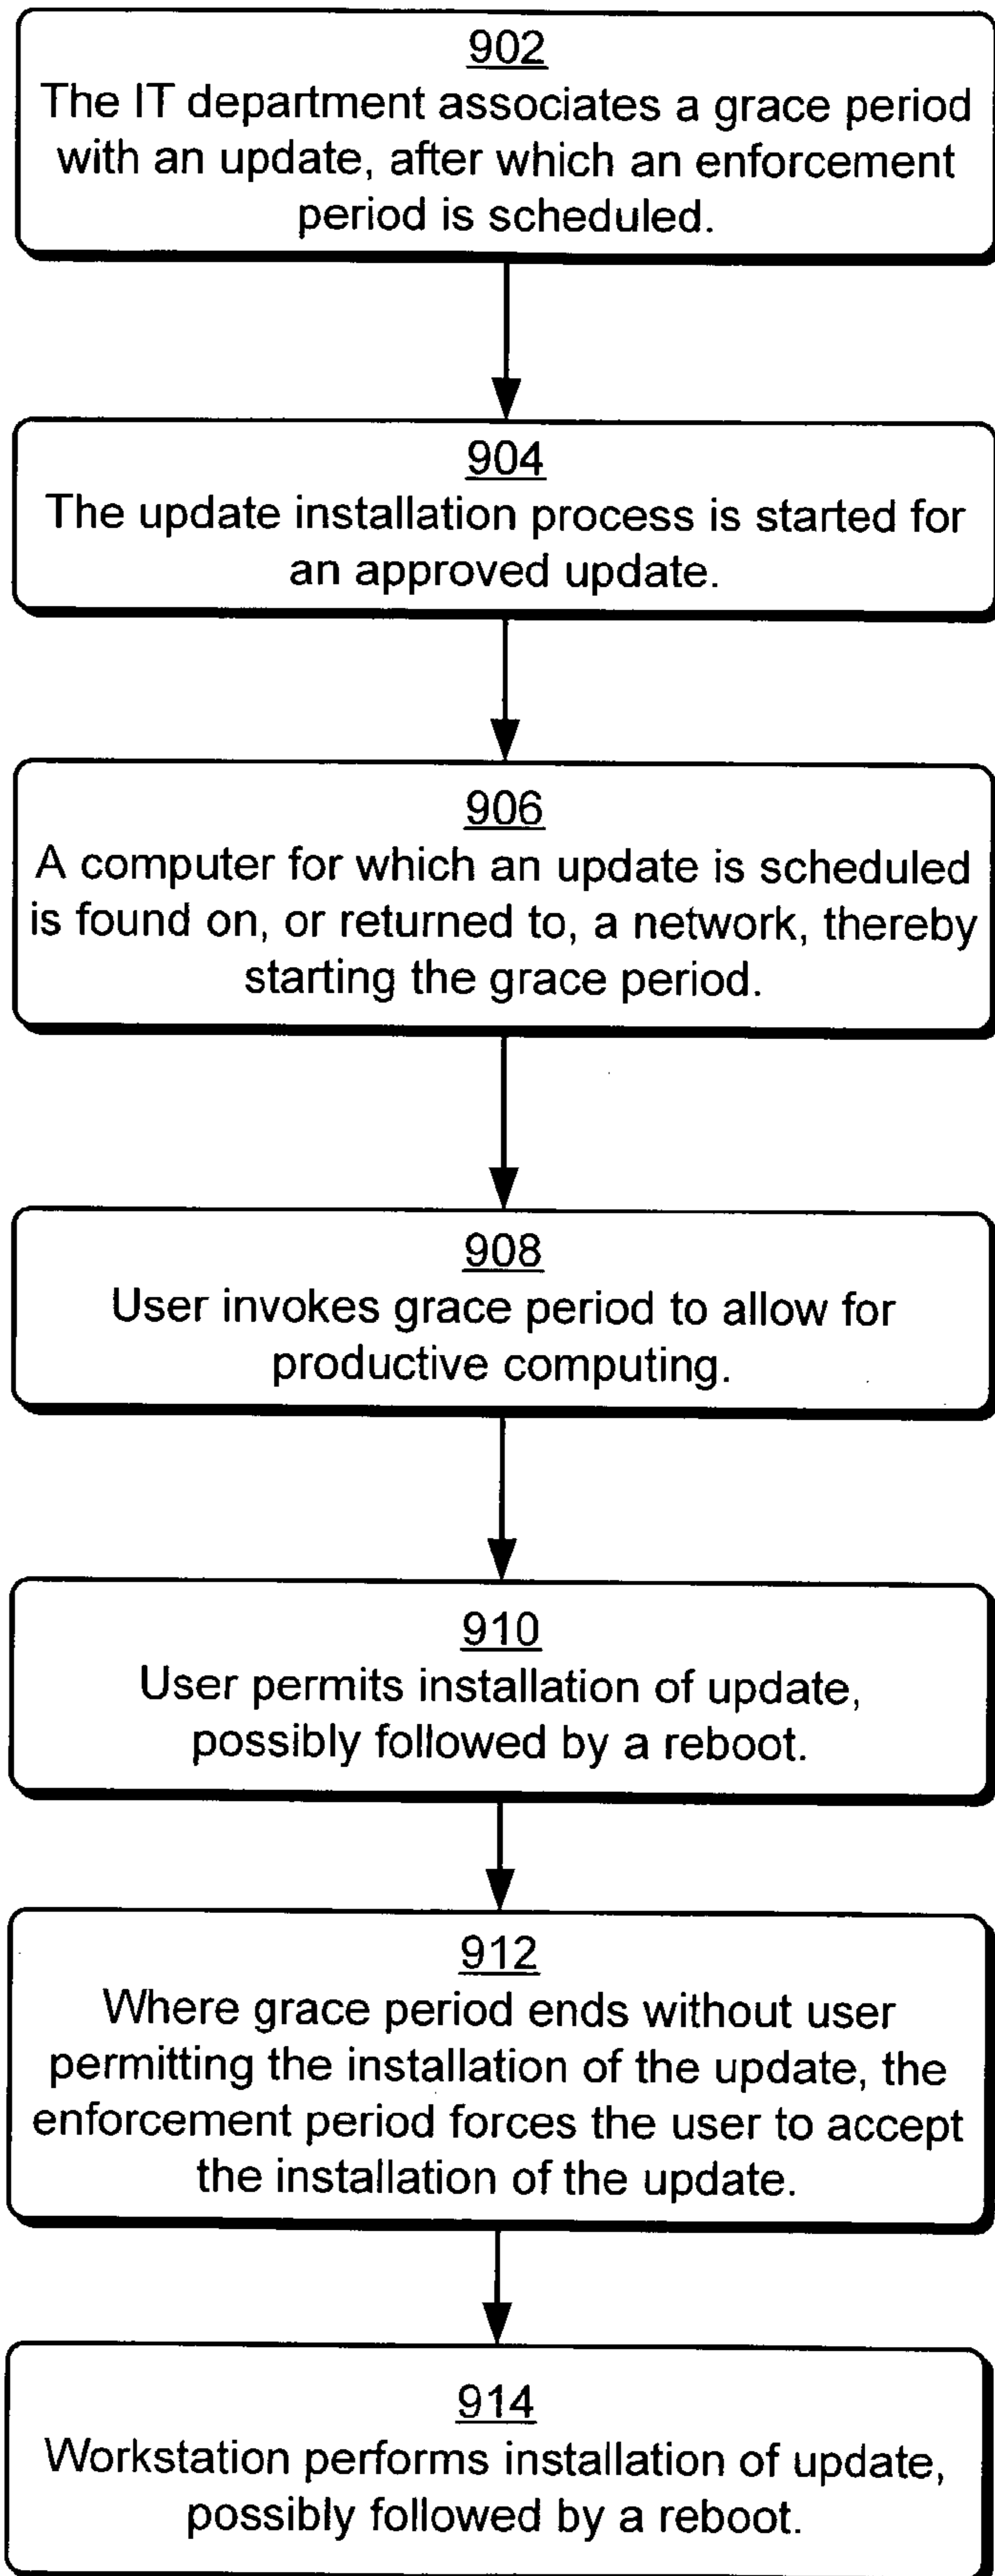 902
The IT department associates a grace period
with an update, after which an enforcement
period is scheduled.
904
The update installation process is started for
an approved update.
906
A computer for which an update is scheduled
is found on, or returned to, a network, thereby
starting the grace period.
908
User invokes grace period to allow for
productive computing.
910
User permits installation of update,
possibly followed by a reboot.
912
Where grace period ends without user
permitting the installation of the update, the
enforcement period forces the user to accept
the installation of the update.
914
Workstation performs installation of update,
possibly followed by a reboot.